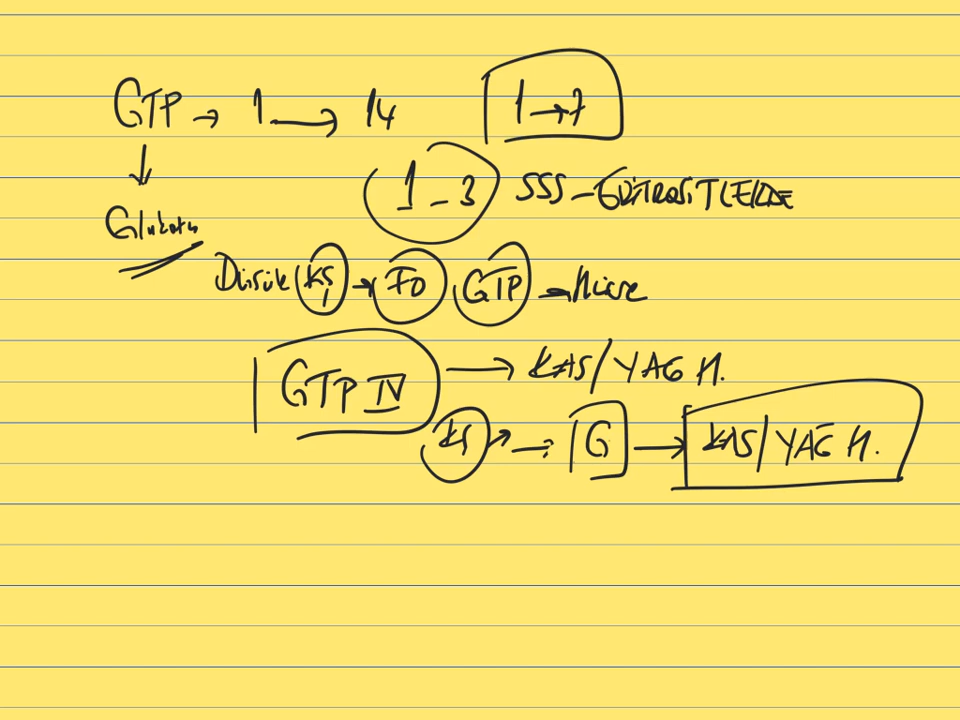 GTP → 1 → 14 1→7
↓ 1 - 3 SSS - ERİTROSİTLERDE
Glukoz
Düşük KŞ → FO GTP → Hücre
GTP IV → KAS/YAĞ H.
KŞ ↗ → : G → KAS/YAĞ H.